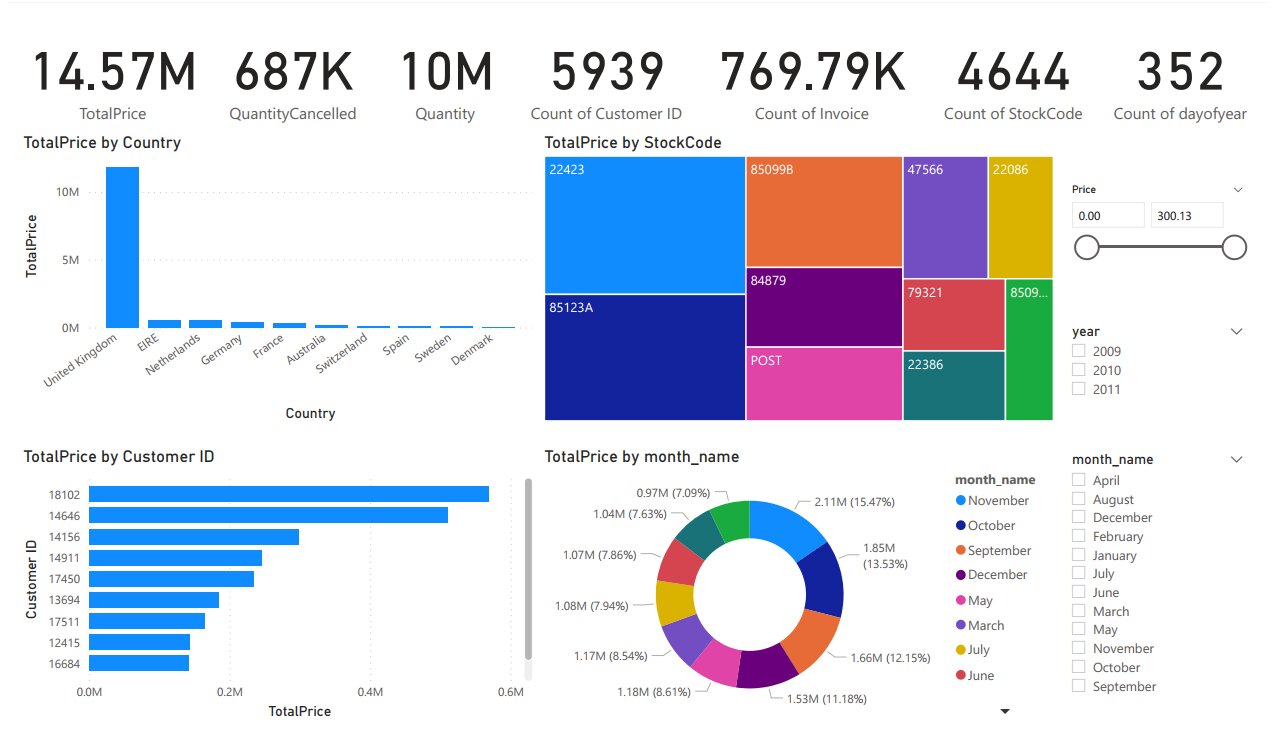 14.57M
TotalPrice
687K
QuantityCancelled
10M
Quantity
5939
Count of Customer ID
769.79K
Count of Invoice
4644
Count of StockCode
352
Count of dayofyear
TotalPrice by Country
TotalPrice
10M
5M
0M
United Kingdom
EIRE
Netherlands
Germany
France
Australia
Switzerland
Spain
Sweden
Denmark
Country
TotalPrice by StockCode
22423
85123A
85099B
84879
POST
47566
22086
79321
22386
8509...
Price
0.00
300.13
year
2009
2010
2011
TotalPrice by Customer ID
Customer ID
18102
14646
14156
14911
17450
13694
17511
12415
16684
0.0M
0.2M
0.4M
0.6M
TotalPrice
TotalPrice by month_name
2.11M (15.47%)
1.85M
(13.53%)
1.66M (12.15%)
1.53M (11.18%)
1.18M (8.61%)
1.17M (8.54%)
1.08M (7.94%)
1.07M (7.86%)
1.04M (7.63%)
0.97M (7.09%)
month_name
November
October
September
December
May
March
July
June
month_name
April
August
December
February
January
July
June
March
May
November
October
September